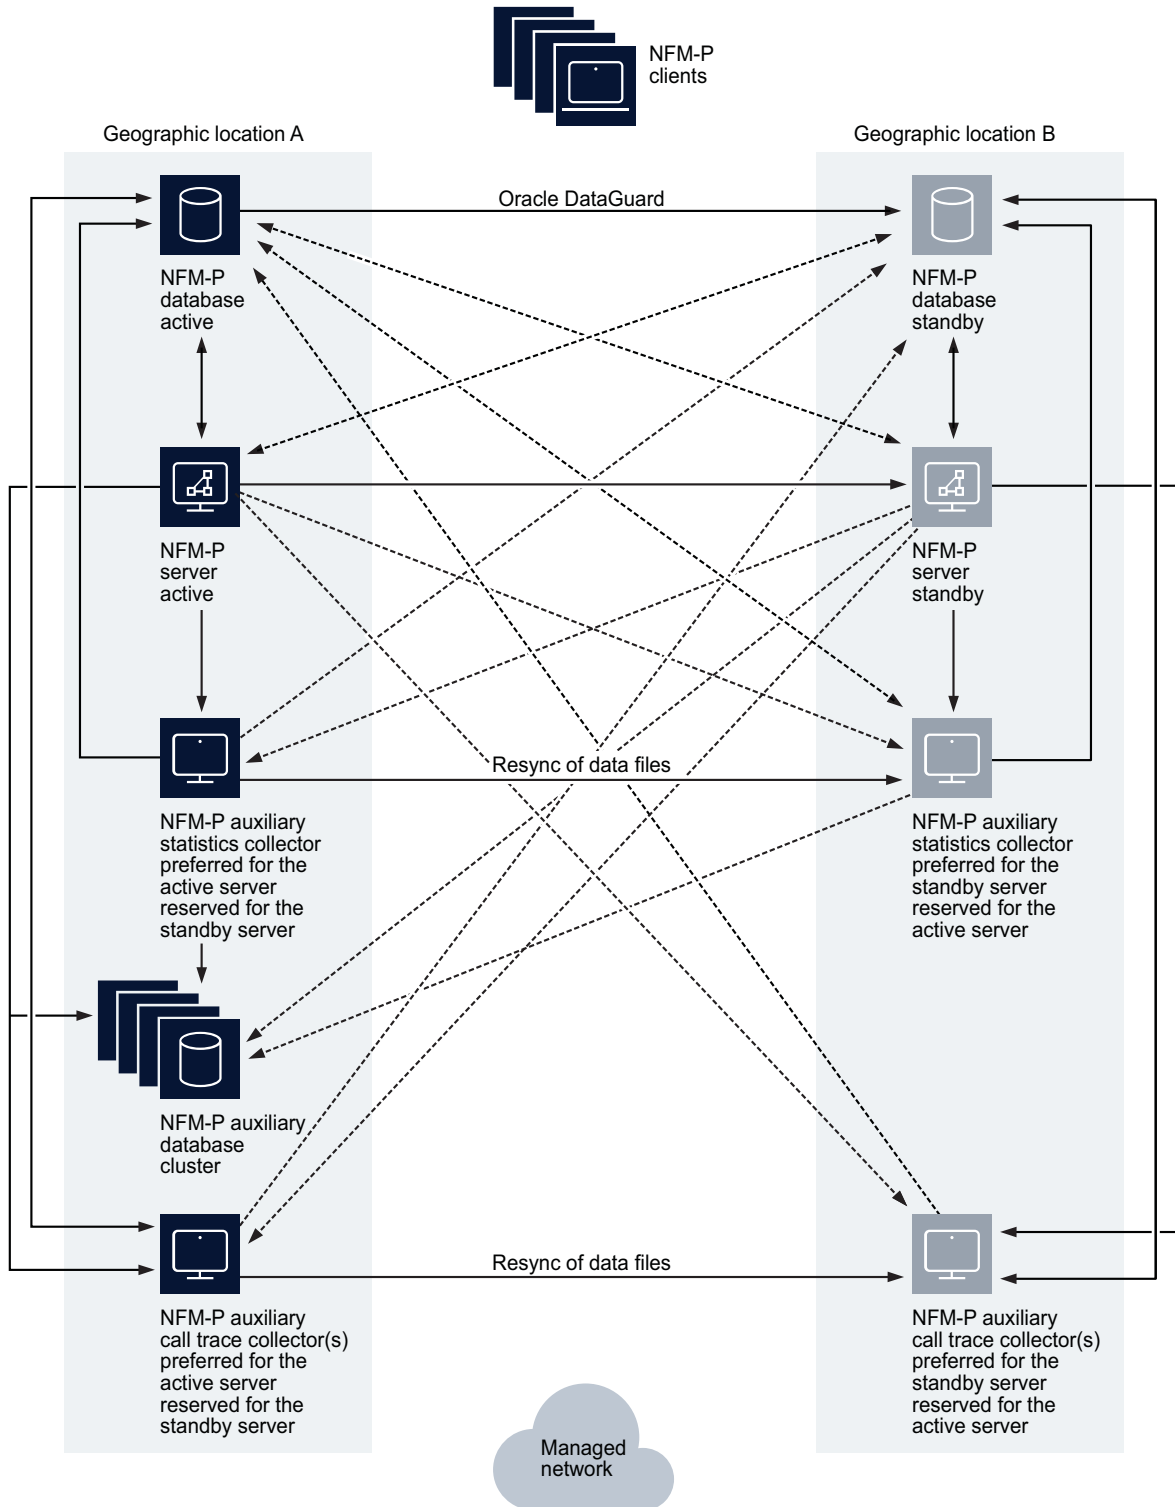 NFM-P
clients
Geographic location A
Geographic location B
Oracle DataGuard
NFM-P
database
active
NFM-P
database
standby
NFM-P
server
active
NFM-P
server
standby
Resync of data files
NFM-P auxiliary
statistics collector
preferred for the
active server
reserved for the
standby server
NFM-P auxiliary
statistics collector
preferred for the
standby server
reserved for the
active server
NFM-P auxiliary
database
cluster
Resync of data files
NFM-P auxiliary
call trace collector(s)
preferred for the
active server
reserved for the
standby server
NFM-P auxiliary
call trace collector(s)
preferred for the
standby server
reserved for the
active server
Managed
network